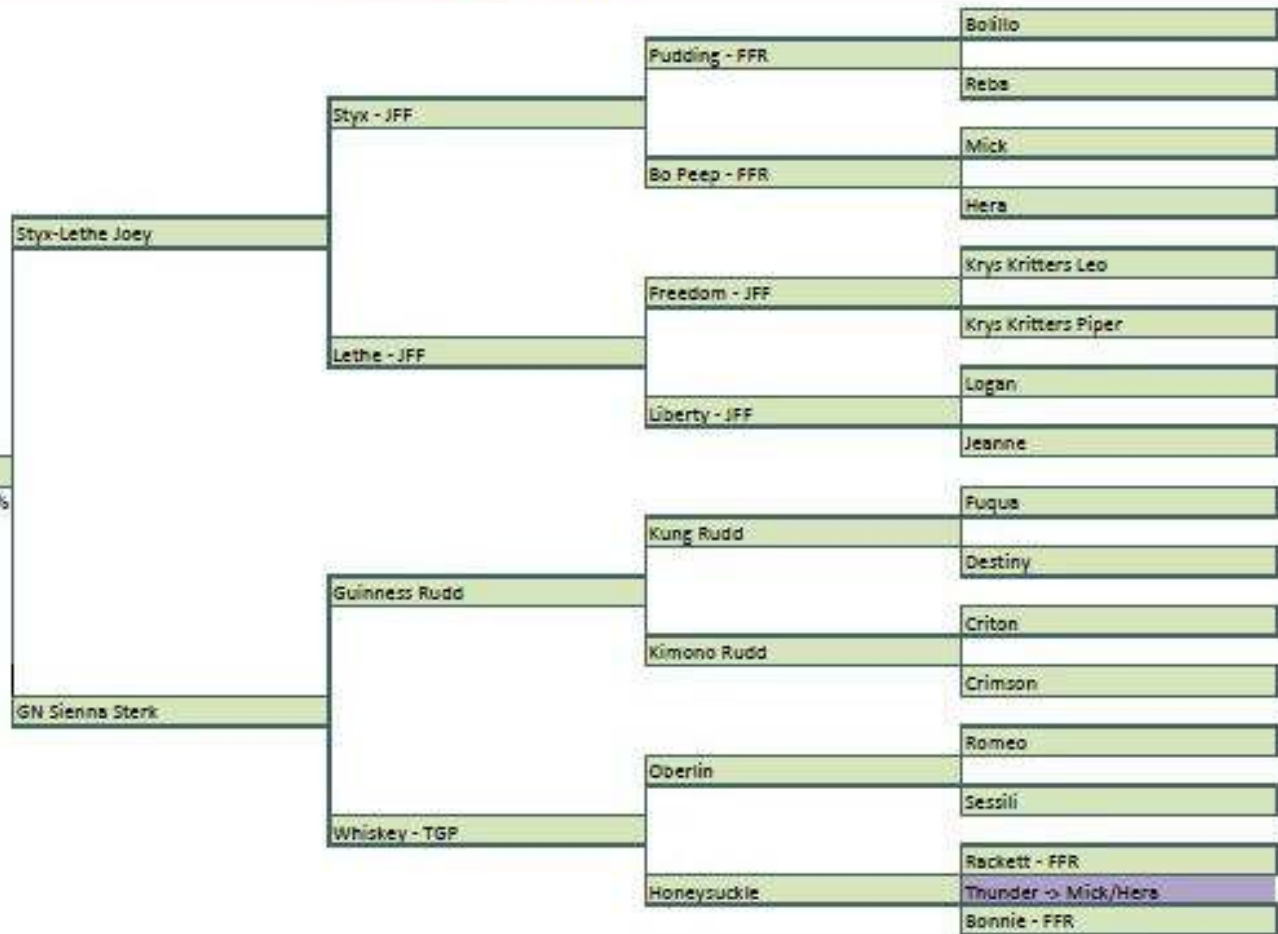 Bolillo
Pudding - FFR
Reba
Styx - JFF
Mick
Bo Peep - FFR
Hera
Styx-Lethe Joey
Krys Kritters Leo
Freedom - JFF
Krys Kritters Piper
Lethe - JFF
Logan
Liberty - JFF
Jeanne
%
Fuqua
Kung Rudd
Destiny
Guinness Rudd
Criton
Kimono Rudd
Crimson
GN Sienna Sterk
Romeo
Oberlin
Sessili
Whiskey - TGP
Rackett - FFR
Honeysuckle
Thunder -> Mick/Hera
Bonnie - FFR